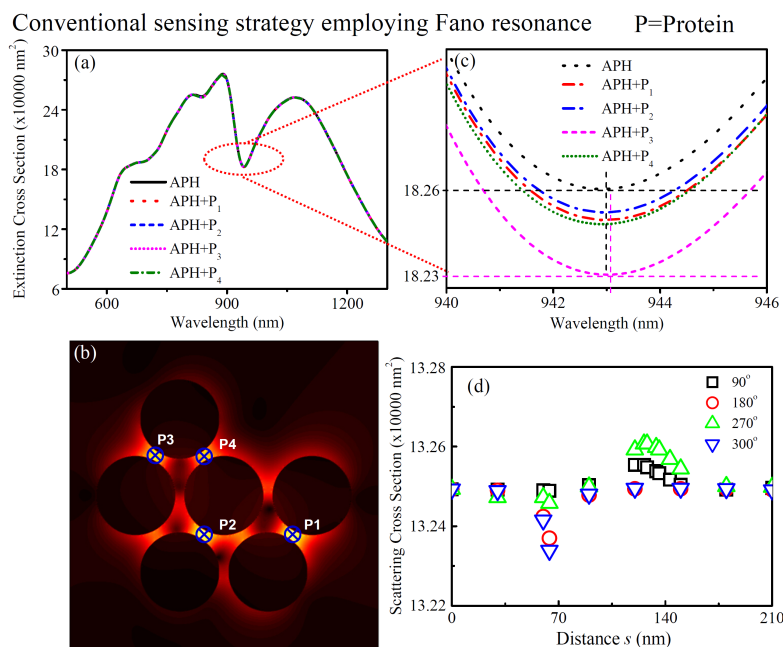 Conventional sensing strategy employing Fano resonance P=Protein
(a)
Extinction Cross Section (x10000 nm²)
30
27
24
21
18
15
12
9
6
APH
APH+P₁
APH+P₂
APH+P₃
APH+P₄
600 900 1200
Wavelength (nm)
(c)
APH
APH+P₁
APH+P₂
APH+P₃
APH+P₄
18.26
18.23
940 942 944 946
Wavelength (nm)
(b)
P3 P4
P2 P1
(d)
Scattering Cross Section (x10000 nm²)
13.28
13.26
13.24
13.22
90°
180°
270°
300°
0 70 140 210
Distance s (nm)